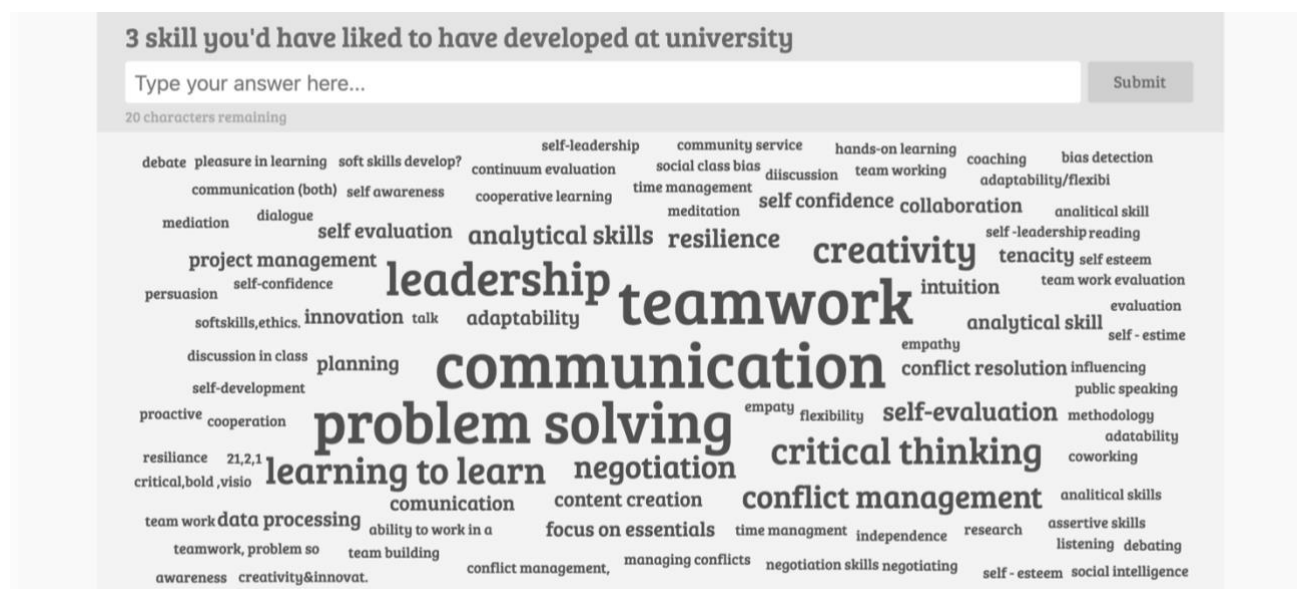 3 skill you'd have liked to have developed at university
Type your answer here...
Submit
20 characters remaining
self-leadership
community service
hands-on learning
debate
pleasure in learning
soft skills develop?
continuum evaluation
social class bias
diiscussion
team working
coaching
bias detection
communication (both)
self awareness
cooperative learning
time management
adaptability/flexibi
mediation
dialogue
meditation
self confidence
collaboration
analitical skill
self evaluation
analytical skills
resilience
creativity
self -leadership
reading
project management
tenacity
self esteem
persuasion
self-confidence
leadership
teamwork
intuition
team work evaluation
softskills,ethics.
innovation
talk
adaptability
analytical skill
evaluation
self - estime
discussion in class
planning
communication
empathy
conflict resolution
influencing
self-development
public speaking
proactive
cooperation
problem solving
empaty
flexibility
self-evaluation
methodology
resiliance
21,2,1
critical thinking
adatability
coworking
critical,bold ,visio
learning to learn
negotiation
comunication
content creation
conflict management
analitical skills
team work
data processing
ability to work in a
focus on essentials
time managment
independence
research
assertive skills
teamwork, problem so
team building
listening
debating
awareness
creativity&innovat.
conflict management,
managing conflicts
negotiation skills
negotiating
self - esteem
social intelligence